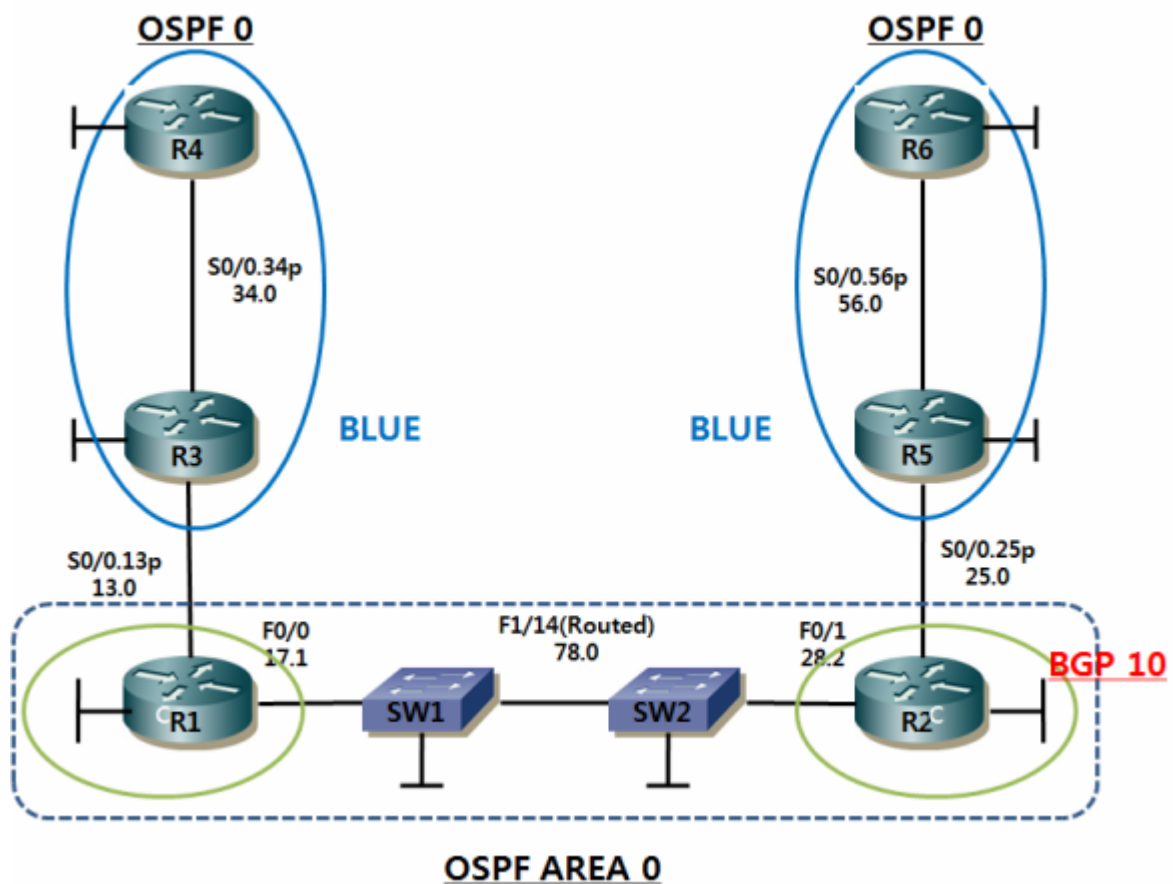 OSPF 0
OSPF 0
R4
R6
S0/0.34p
34.0
S0/0.56p
56.0
R3
BLUE
BLUE
R5
S0/0.13p
13.0
S0/0.25p
25.0
F0/0
17.1
F1/14(Routed)
78.0
F0/1
28.2
BGP 10
C
R1
SW1
SW2
R2
C
OSPF AREA 0